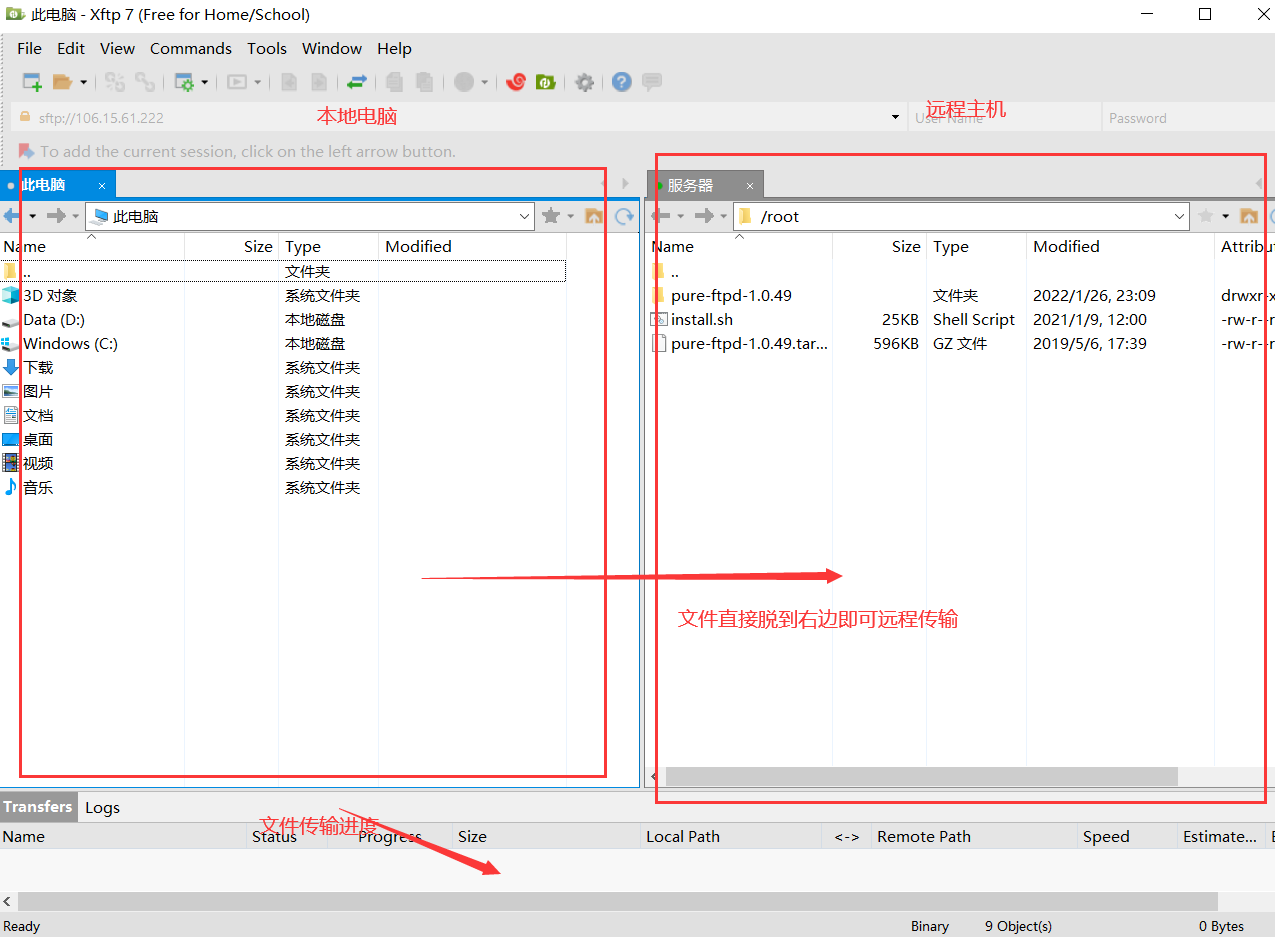 此电脑 - Xftp 7 (Free for Home/School)
File Edit View Commands Tools Window Help
sftp://106.15.61.222 本地电脑 User Name 远程主机 Password
To add the current session, click on the left arrow button.
此电脑 服务器
此电脑 /root
Name Size Type Modified Name Size Type Modified Attribut
.. 文件夹 ..
3D 对象 系统文件夹 pure-ftpd-1.0.49 文件夹 2022/1/26, 23:09 drwxr-x
Data (D:) 本地磁盘 install.sh 25KB Shell Script 2021/1/9, 12:00 -rw-r--r
Windows (C:) 本地磁盘 pure-ftpd-1.0.49.tar... 596KB GZ 文件 2019/5/6, 17:39 -rw-r--r
下载 系统文件夹
图片 系统文件夹
文档 系统文件夹
桌面 系统文件夹
视频 系统文件夹
音乐 系统文件夹
文件直接脱到右边即可远程传输
Transfers Logs
文件传输进度
Name Status Progress Size Local Path <-> Remote Path Speed Estimate... E
Ready Binary 9 Object(s) 0 Bytes